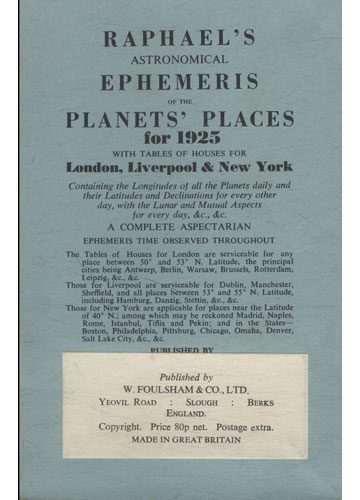 RAPHAEL'S
ASTRONOMICAL
EPHEMERIS
OF THE
PLANETS' PLACES
for 1925
WITH TABLES OF HOUSES FOR
London, Liverpool & New York
Containing the Longitudes of all the Planets daily and
their Latitudes and Declinations for every other
day, with the Lunar and Mutual Aspects
for every day, &c., &c.
A COMPLETE ASPECTARIAN
EPHEMERIS TIME OBSERVED THROUGHOUT
The Tables of Houses for London are serviceable for any
place between 50° and 53° N. Latitude, the principal
cities being Antwerp, Berlin, Warsaw, Brussels, Rotterdam,
Leipzig, &c., &c.
Those for Liverpool are serviceable for Dublin, Manchester,
Sheffield, and all places between 53° and 55° N. Latitude,
including Hamburg, Danzig, Stettin, &c., &c.
Those for New York are applicable for places near the Latitude
of 40° N.; among which may be reckoned Madrid, Naples,
Rome, Istanbul, Tiflis and Pekin; and in the States—
Boston, Philadelphia, Pittsburg, Chicago, Omaha, Denver,
Salt Lake City, &c., &c.
PUBLISHED BY
Published by
W. FOULSHAM & CO., LTD.
YEOVIL ROAD : SLOUGH : BERKS
ENGLAND.
Copyright. Price 80p net. Postage extra.
MADE IN GREAT BRITAIN